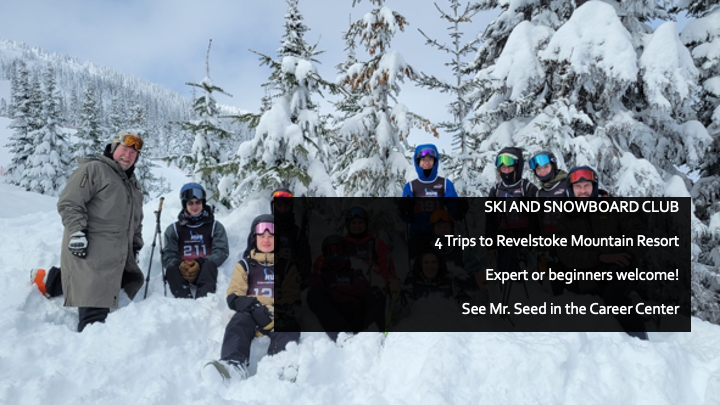 SKI AND SNOWBOARD CLUB
4 Trips to Revelstoke Mountain Resort
Expert or beginners welcome!
See Mr. Seed in the Career Center
211